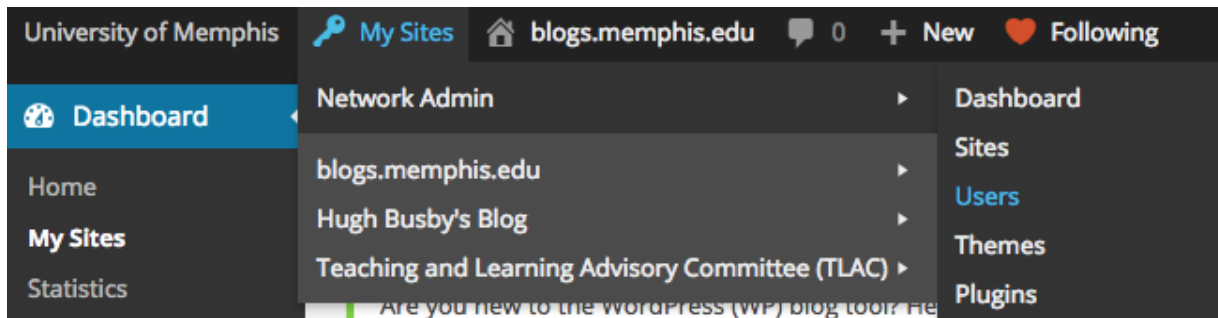 University of Memphis My Sites blogs.memphis.edu 0 New Following
Dashboard
Home
My Sites
Statistics
Network Admin
blogs.memphis.edu
Hugh Busby's Blog
Teaching and Learning Advisory Committee (TLAC)
Dashboard
Sites
Users
Themes
Plugins
Are you new to the WordPress (WP) blog tool? He